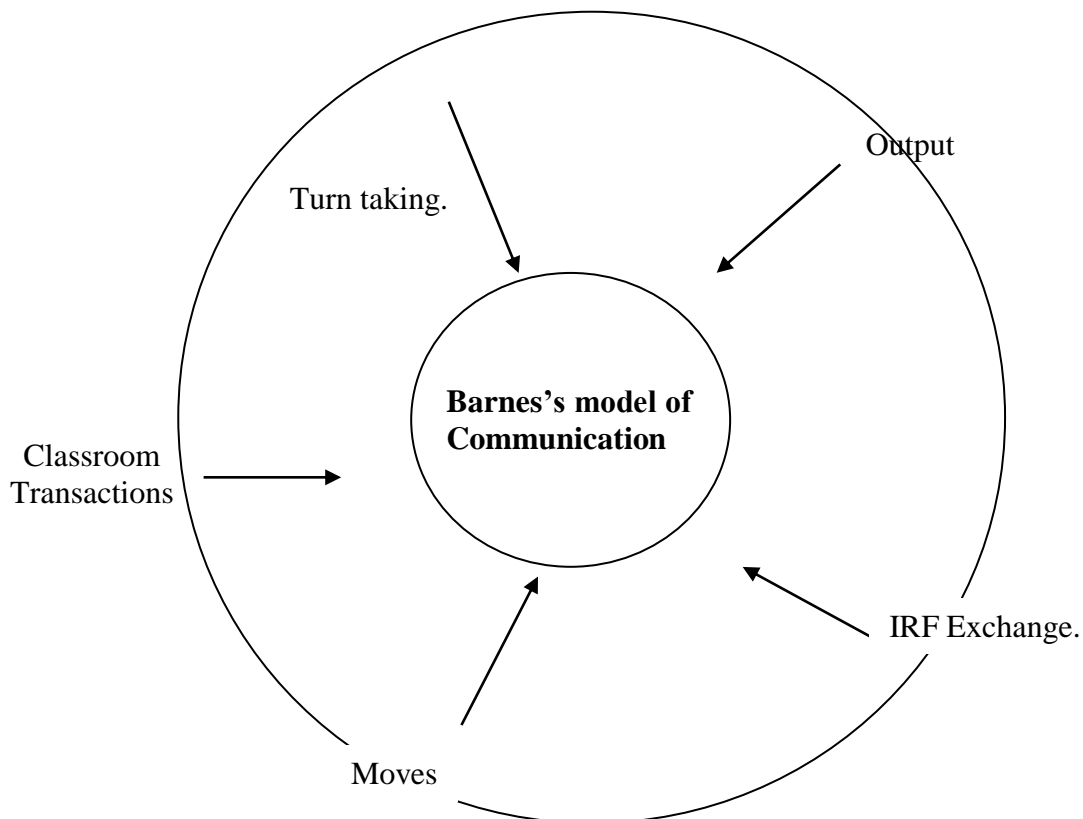 Output
Turn taking.
Barnes’s model of
Communication
Classroom
Transactions
IRF Exchange.
Moves